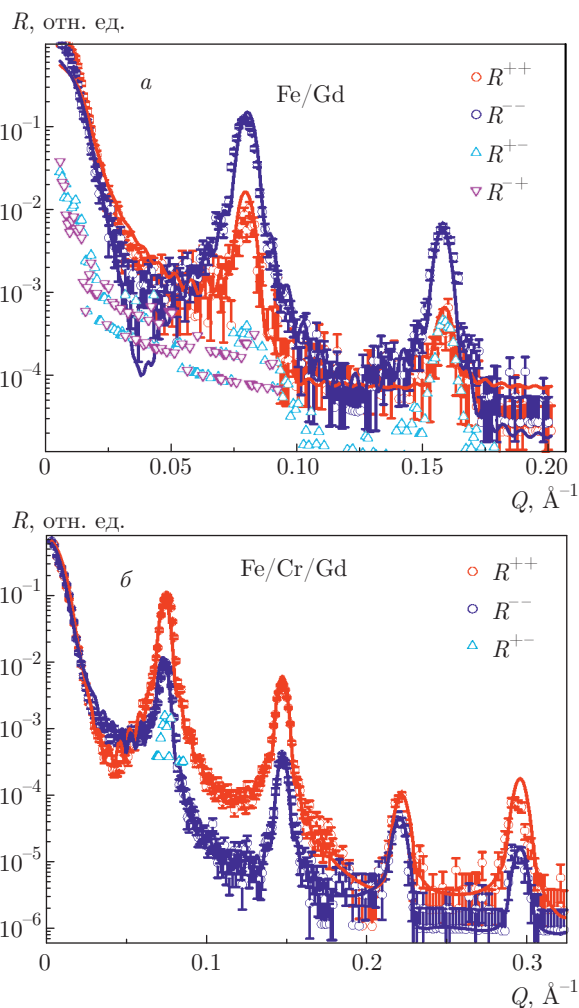 R, отн. ед.
а
Fe/Gd
R⁺⁺
R⁻⁻
R⁺⁻
R⁻⁺
10⁻¹
10⁻²
10⁻³
10⁻⁴
0 0.05 0.10 0.15 0.20
Q, Å⁻¹
R, отн. ед.
б
Fe/Cr/Gd
R⁺⁺
R⁻⁻
R⁺⁻
10⁻¹
10⁻²
10⁻³
10⁻⁴
10⁻⁵
10⁻⁶
0 0.1 0.2 0.3
Q, Å⁻¹